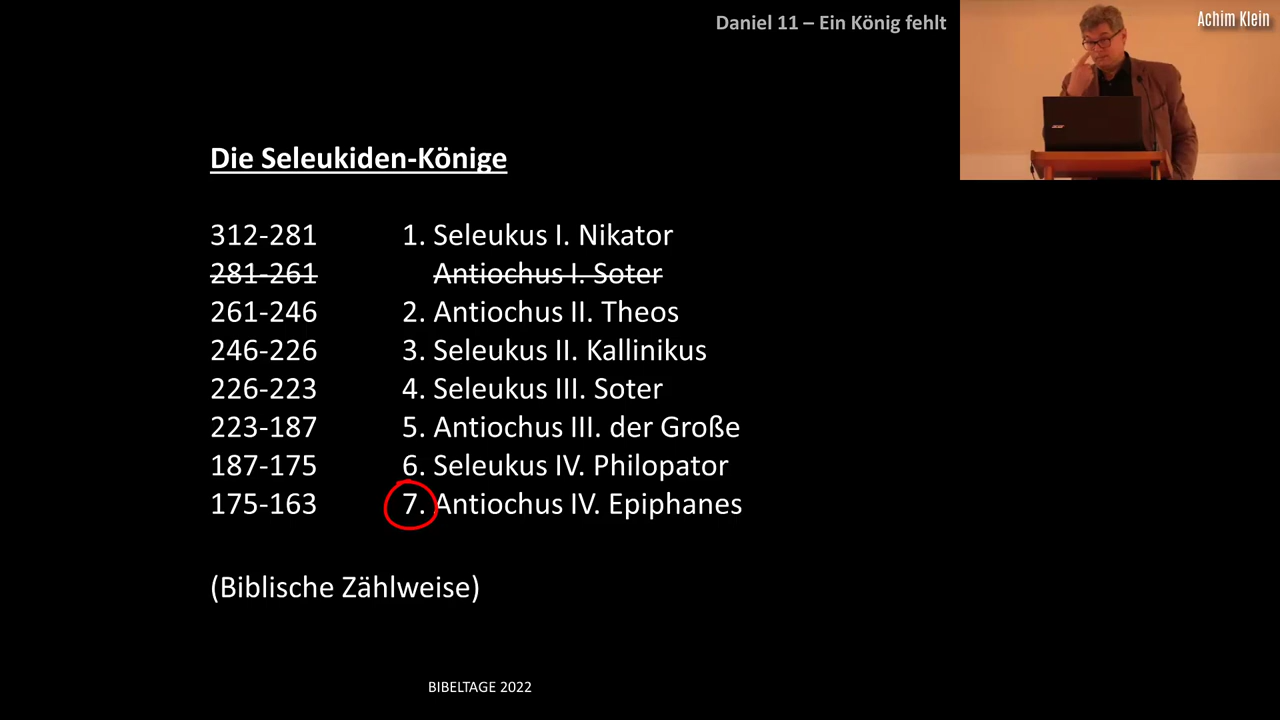 Daniel 11 – Ein König fehlt
Achim Klein
Die Seleukiden-Könige
312-281 1. Seleukus I. Nikator
281-261 Antiochus I. Soter
261-246 2. Antiochus II. Theos
246-226 3. Seleukus II. Kallinikus
226-223 4. Seleukus III. Soter
223-187 5. Antiochus III. der Große
187-175 6. Seleukus IV. Philopator
175-163 7. Antiochus IV. Epiphanes
(Biblische Zählweise)
BIBELTAGE 2022